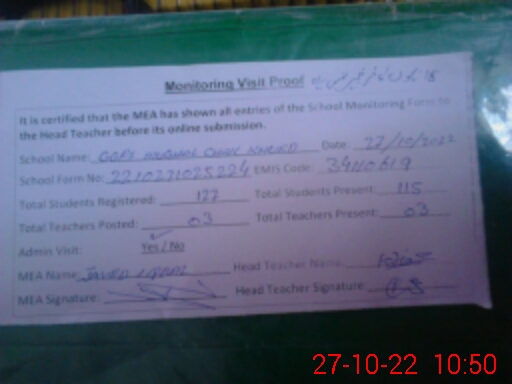 Monitoring Visit Proof
It is certified that the MEA has shown all entries of the School Monitoring Form to
the Head Teacher before its online submission.
School Name: GGPS Date: 27/10/2022
School Form No: 2210271025224 EMIS Code: 34110619
Total Students Registered: 127 Total Students Present: 115
Total Teachers Posted: 03 Total Teachers Present: 03
Admin Visit: Yes / No
MEA Name: Head Teacher Name:
MEA Signature: Head Teacher Signature
27-10-22 10:50